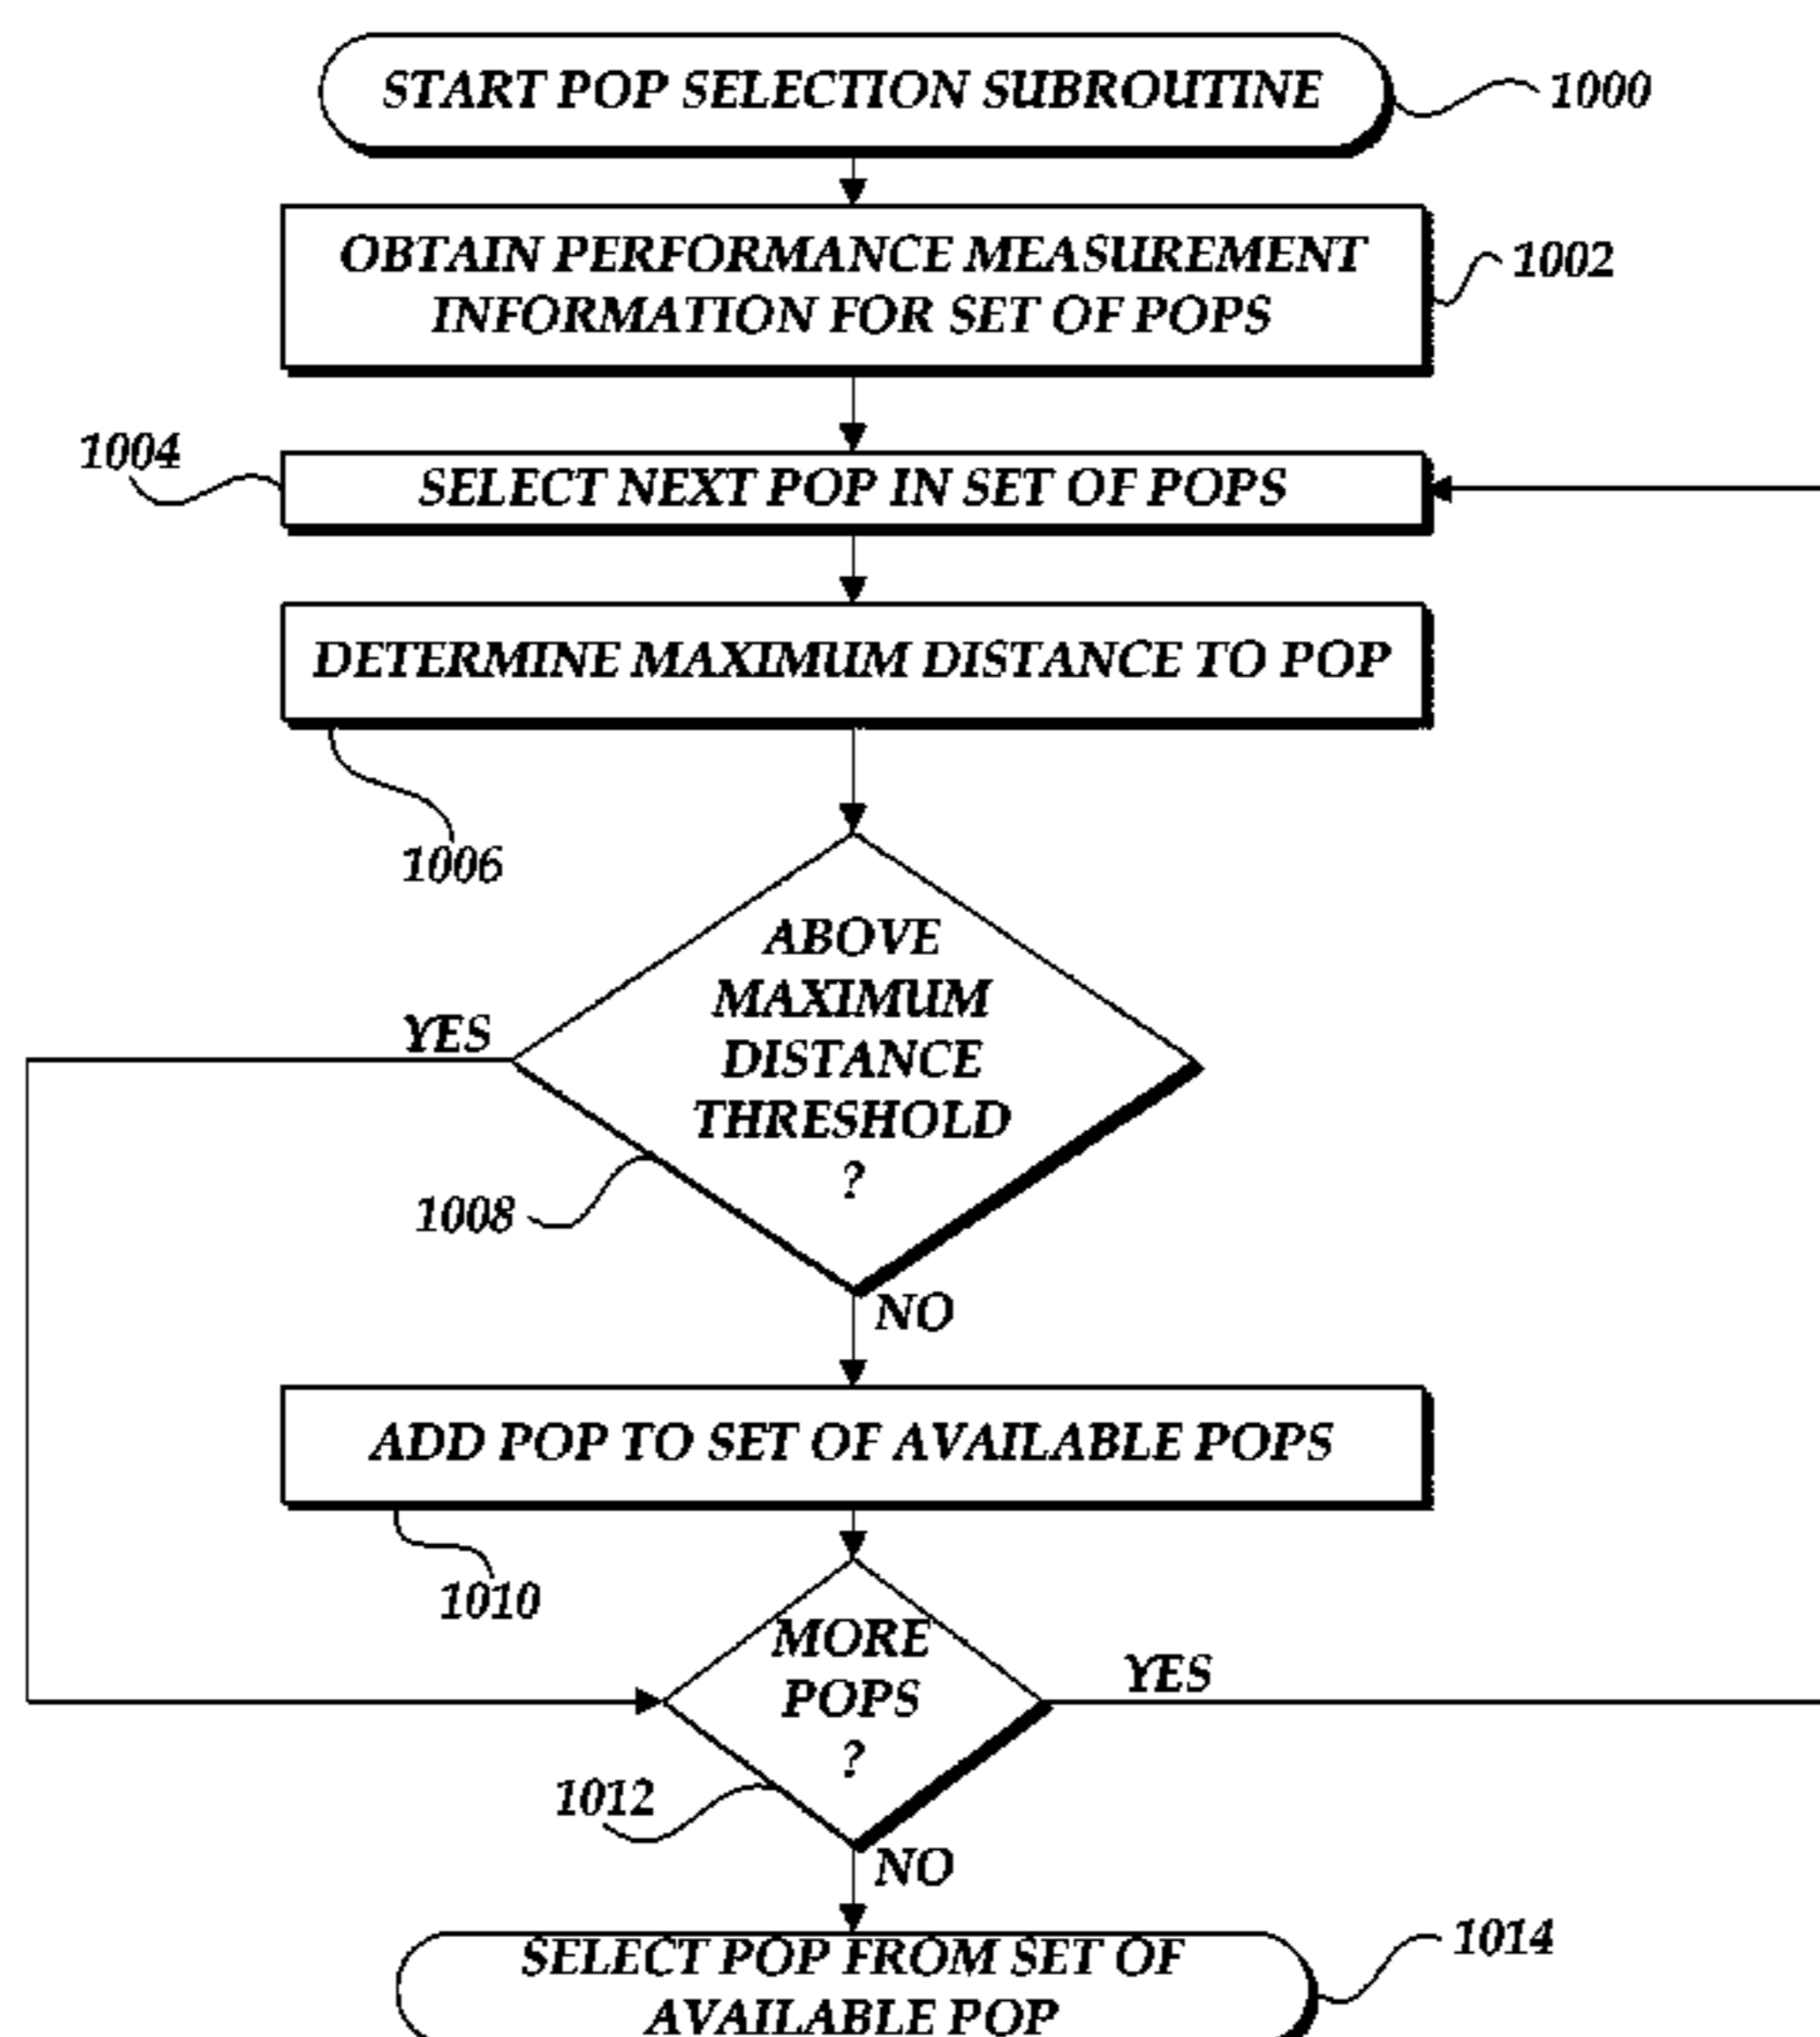 START POP SELECTION SUBROUTINE
1000
OBTAIN PERFORMANCE MEASUREMENT
INFORMATION FOR SET OF POPS
1002
1004
SELECT NEXT POP IN SET OF POPS
DETERMINE MAXIMUM DISTANCE TO POP
1006
ABOVE
MAXIMUM
DISTANCE
THRESHOLD
?
YES
1008
NO
ADD POP TO SET OF AVAILABLE POPS
1010
MORE
POPS
?
YES
1012
NO
SELECT POP FROM SET OF
AVAILABLE POP
1014